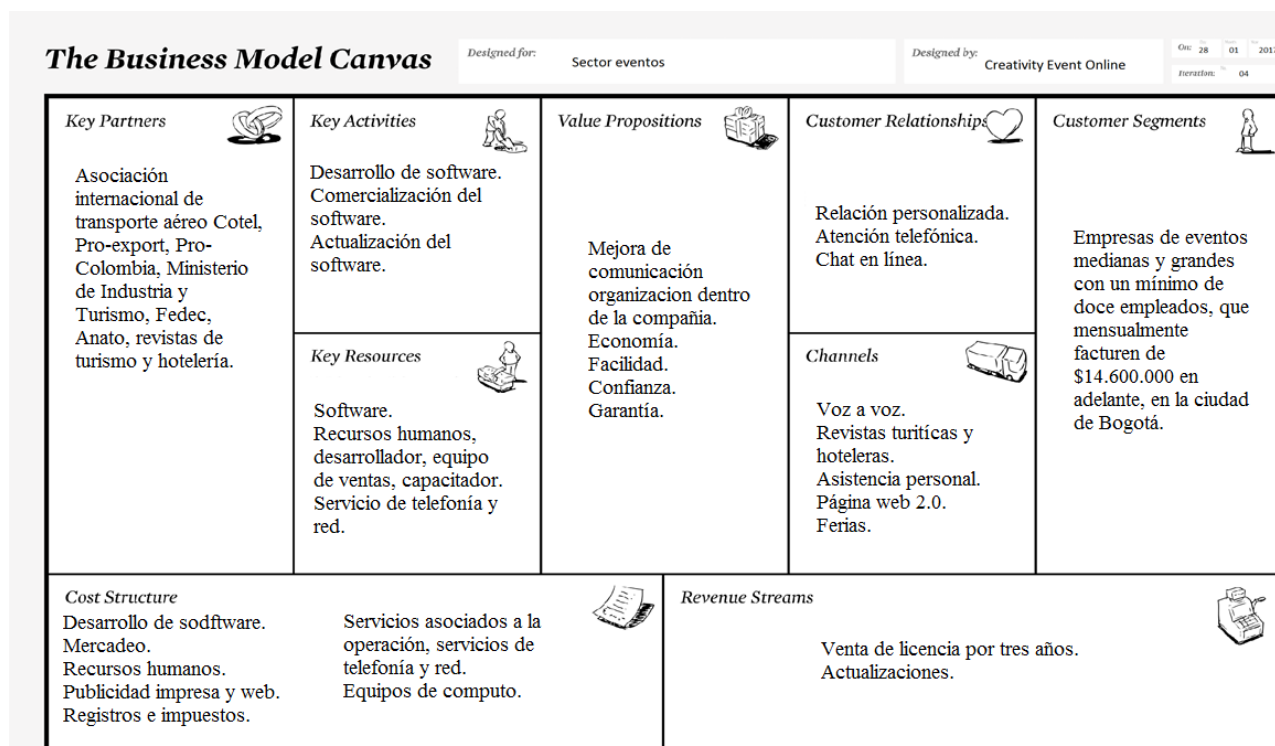 The Business Model Canvas
Designed for:
Sector eventos
Designed by:
Creativity Event Online
On:
28
01
2017
Iteration:
04
Key Partners
Asociación
internacional de
transporte aéreo Cotel,
Pro-export, Pro-
Colombia, Ministerio
de Industria y
Turismo, Fedec,
Anato, revistas de
turismo y hotelería.
Key Activities
Desarrollo de software.
Comercialización del
software.
Actualización del
software.
Key Resources
Software.
Recursos humanos,
desarrollador, equipo
de ventas, capacitador.
Servicio de telefonía y
red.
Value Propositions
Mejora de
comunicación
organizacion dentro
de la compañia.
Economía.
Facilidad.
Confianza.
Garantía.
Customer Relationships
Relación personalizada.
Atención telefónica.
Chat en línea.
Channels
Voz a voz.
Revistas turitícas y
hoteleras.
Asistencia personal.
Página web 2.0.
Ferias.
Customer Segments
Empresas de eventos
medianas y grandes
con un mínimo de
doce empleados, que
mensualmente
facturen de
$14.600.000 en
adelante, en la ciudad
de Bogotá.
Cost Structure
Desarrollo de sodftware.
Mercadeo.
Recursos humanos.
Publicidad impresa y web.
Registros e impuestos.
Servicios asociados a la
operación, servicios de
telefonía y red.
Equipos de computo.
Revenue Streams
Venta de licencia por tres años.
Actualizaciones.